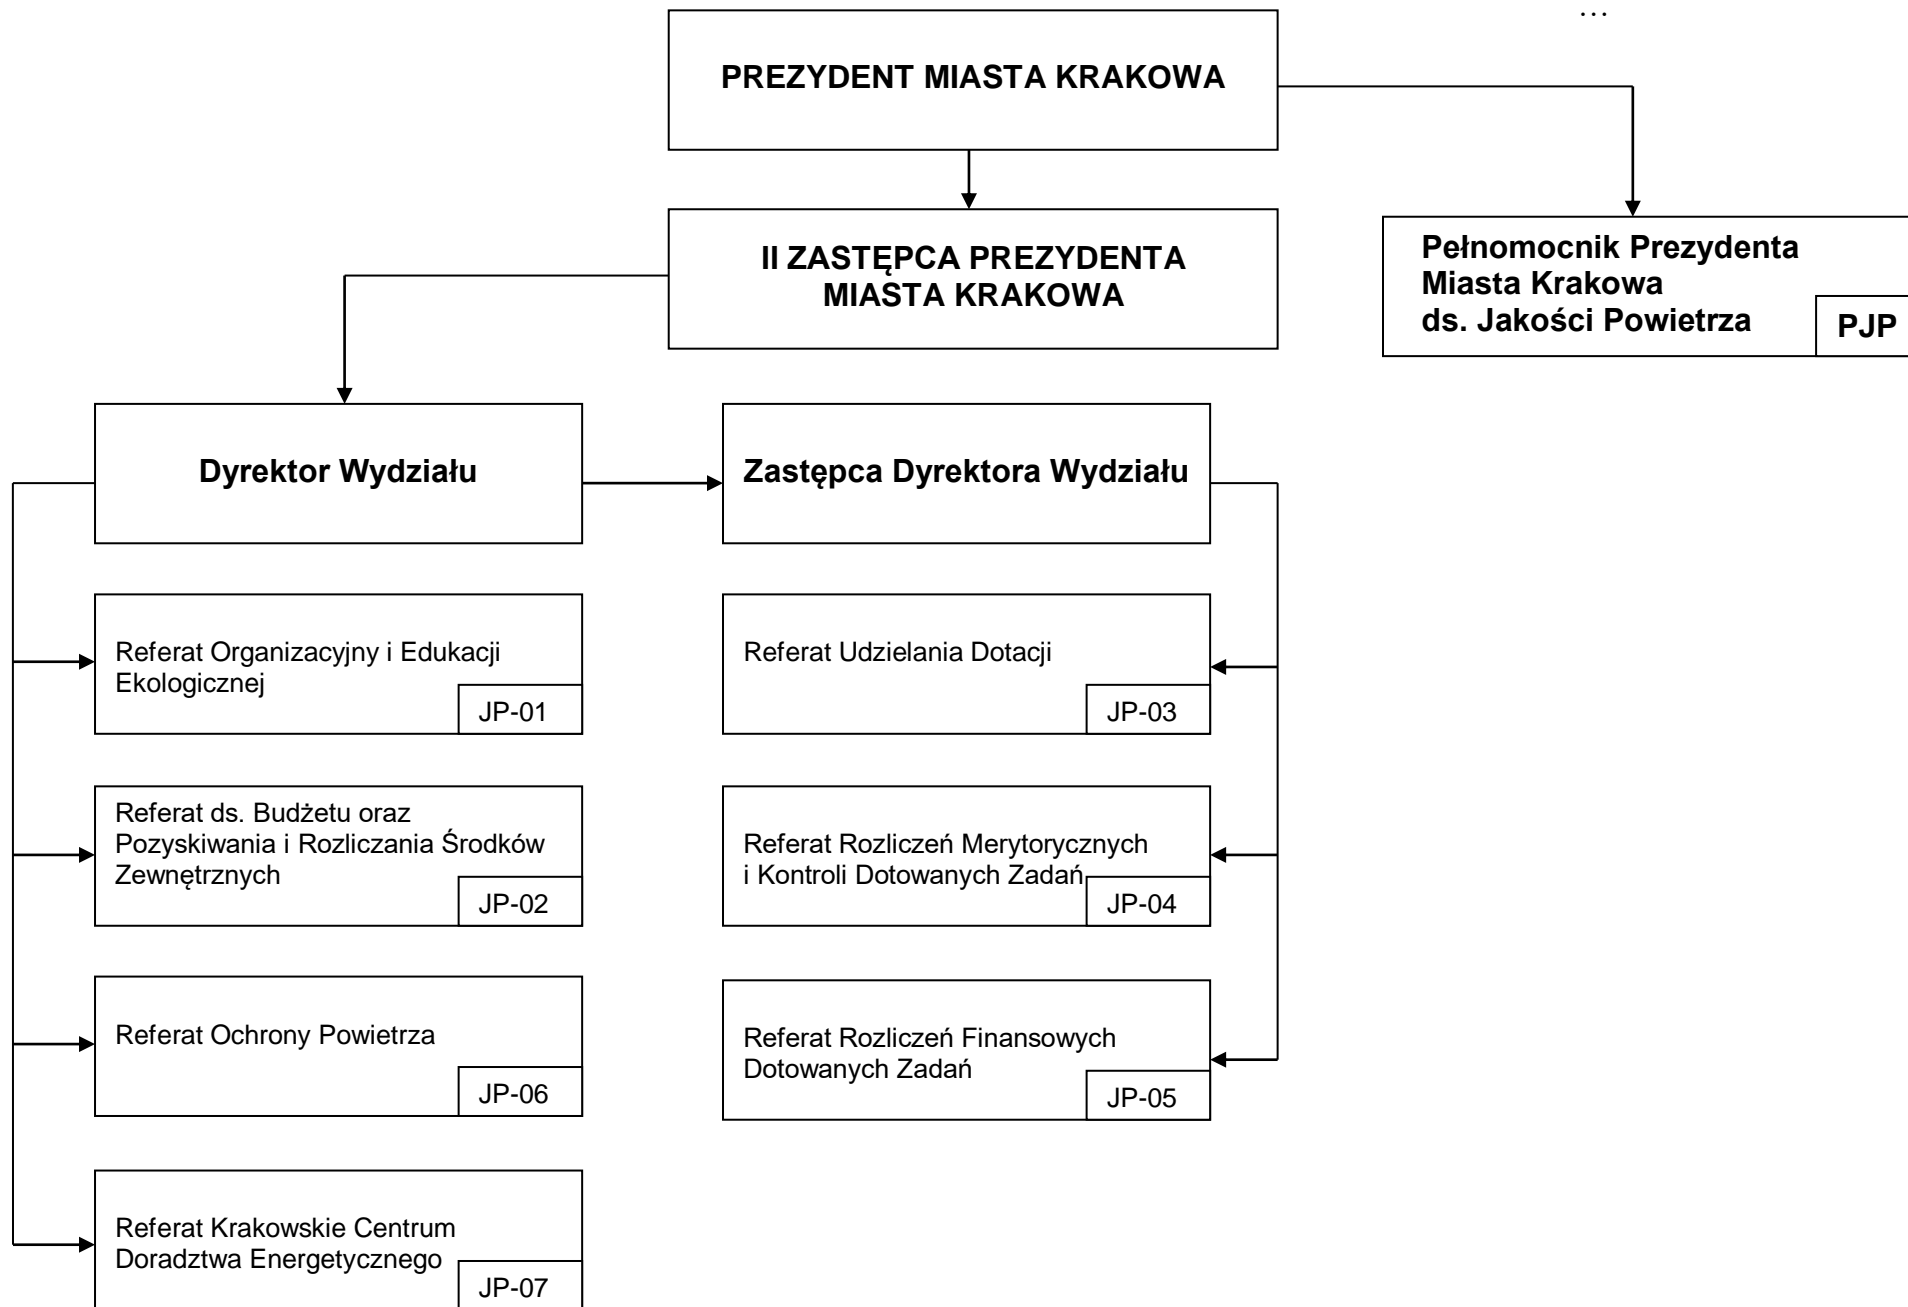 …
PREZYDENT MIASTA KRAKOWA
II ZASTĘPCA PREZYDENTA
MIASTA KRAKOWA
Pełnomocnik Prezydenta
Miasta Krakowa
ds. Jakości Powietrza
PJP
Dyrektor Wydziału
Zastępca Dyrektora Wydziału
Referat Organizacyjny i Edukacji
Ekologicznej
JP-01
Referat Udzielania Dotacji
JP-03
Referat ds. Budżetu oraz
Pozyskiwania i Rozliczania Środków
Zewnętrznych
JP-02
Referat Rozliczeń Merytorycznych
i Kontroli Dotowanych Zadań
JP-04
Referat Ochrony Powietrza
JP-06
Referat Rozliczeń Finansowych
Dotowanych Zadań
JP-05
Referat Krakowskie Centrum
Doradztwa Energetycznego
JP-07